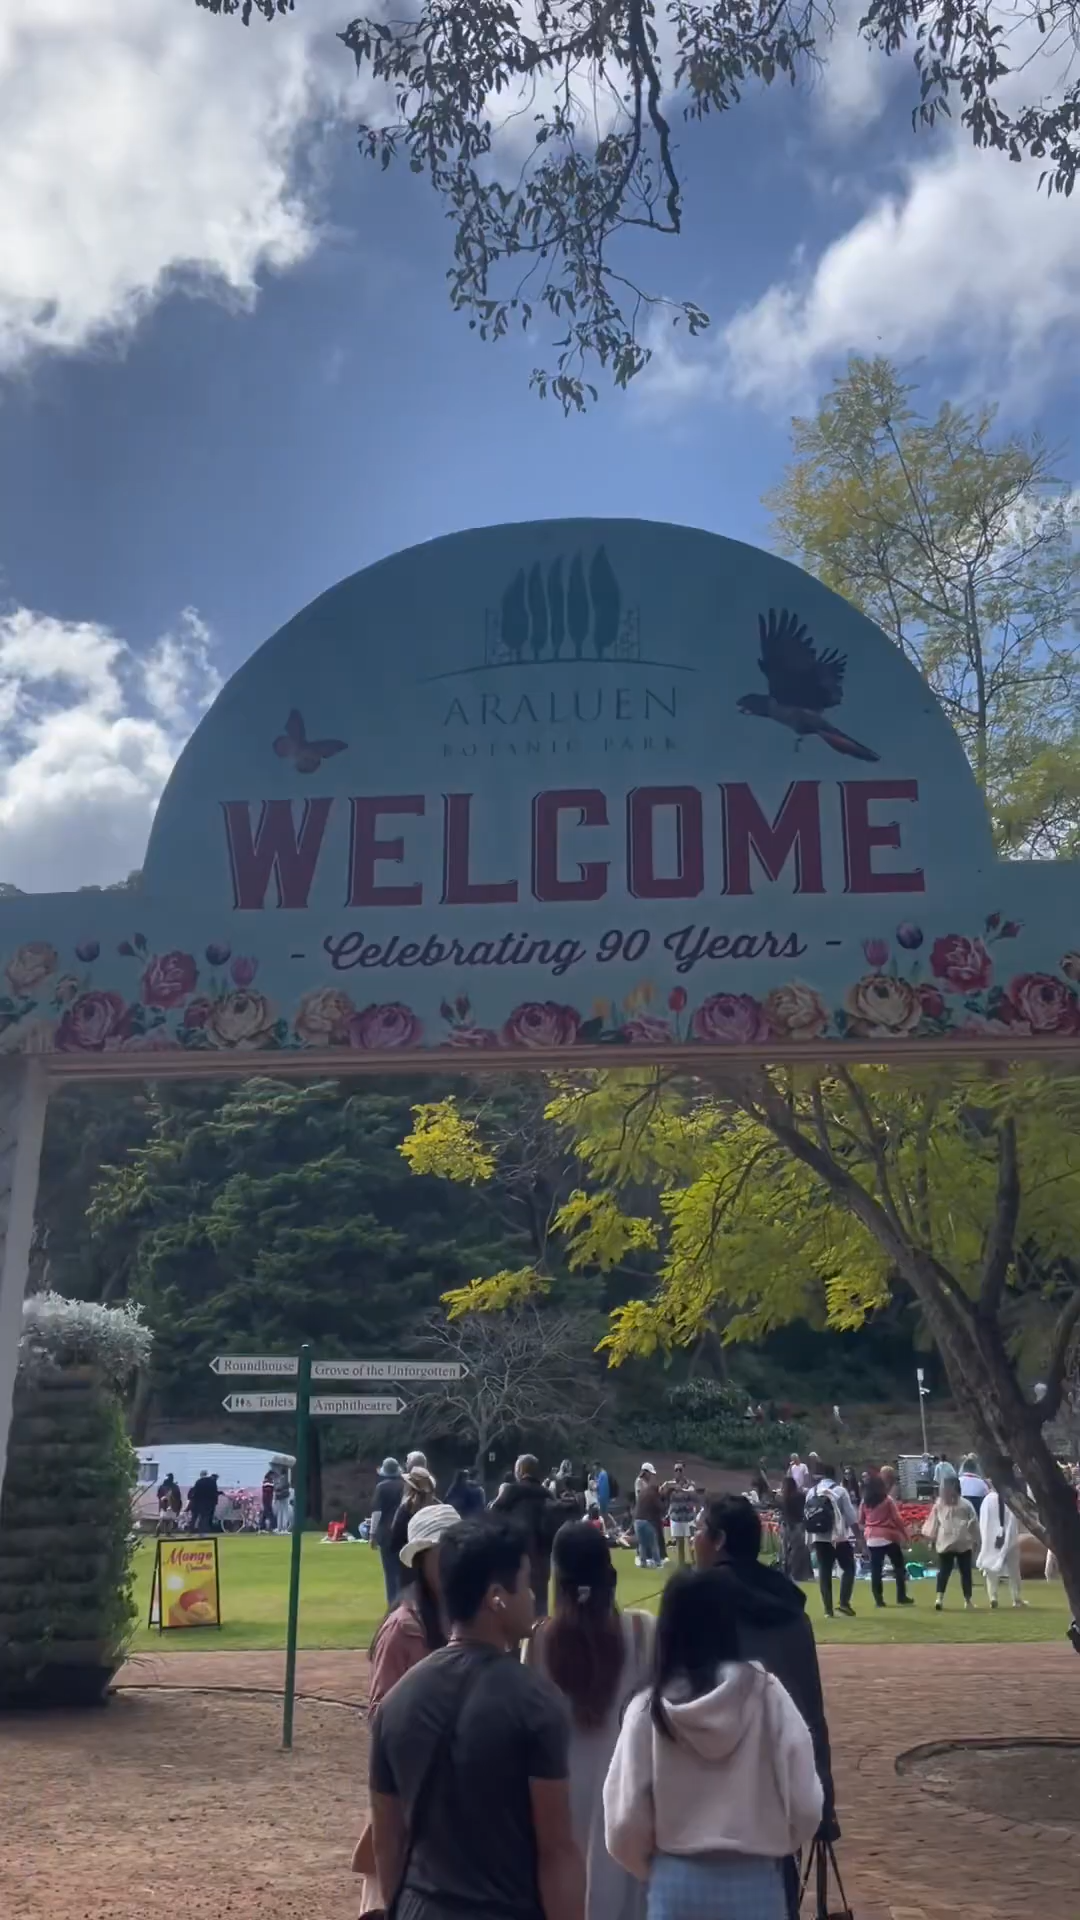 ARALUEN
BOTANIC PARK
WELCOME
- Celebrating 90 Years -
Roundhouse
Grove of the Unforgotten
Toilets
Amphitheatre
Mango